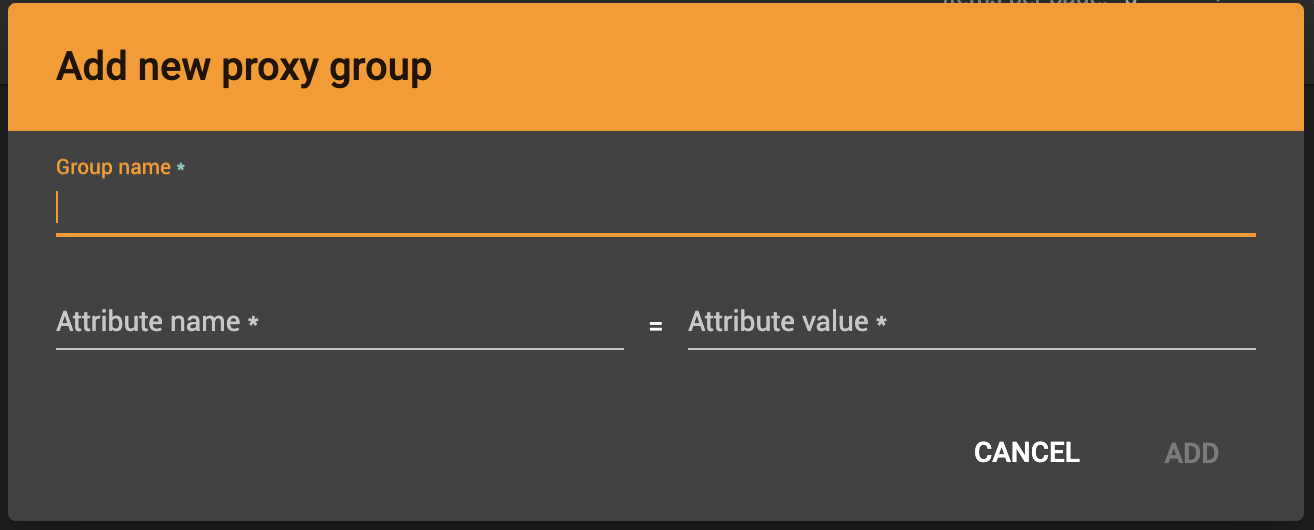 Add new proxy group
Group name *
Attribute name * = Attribute value *
CANCEL ADD